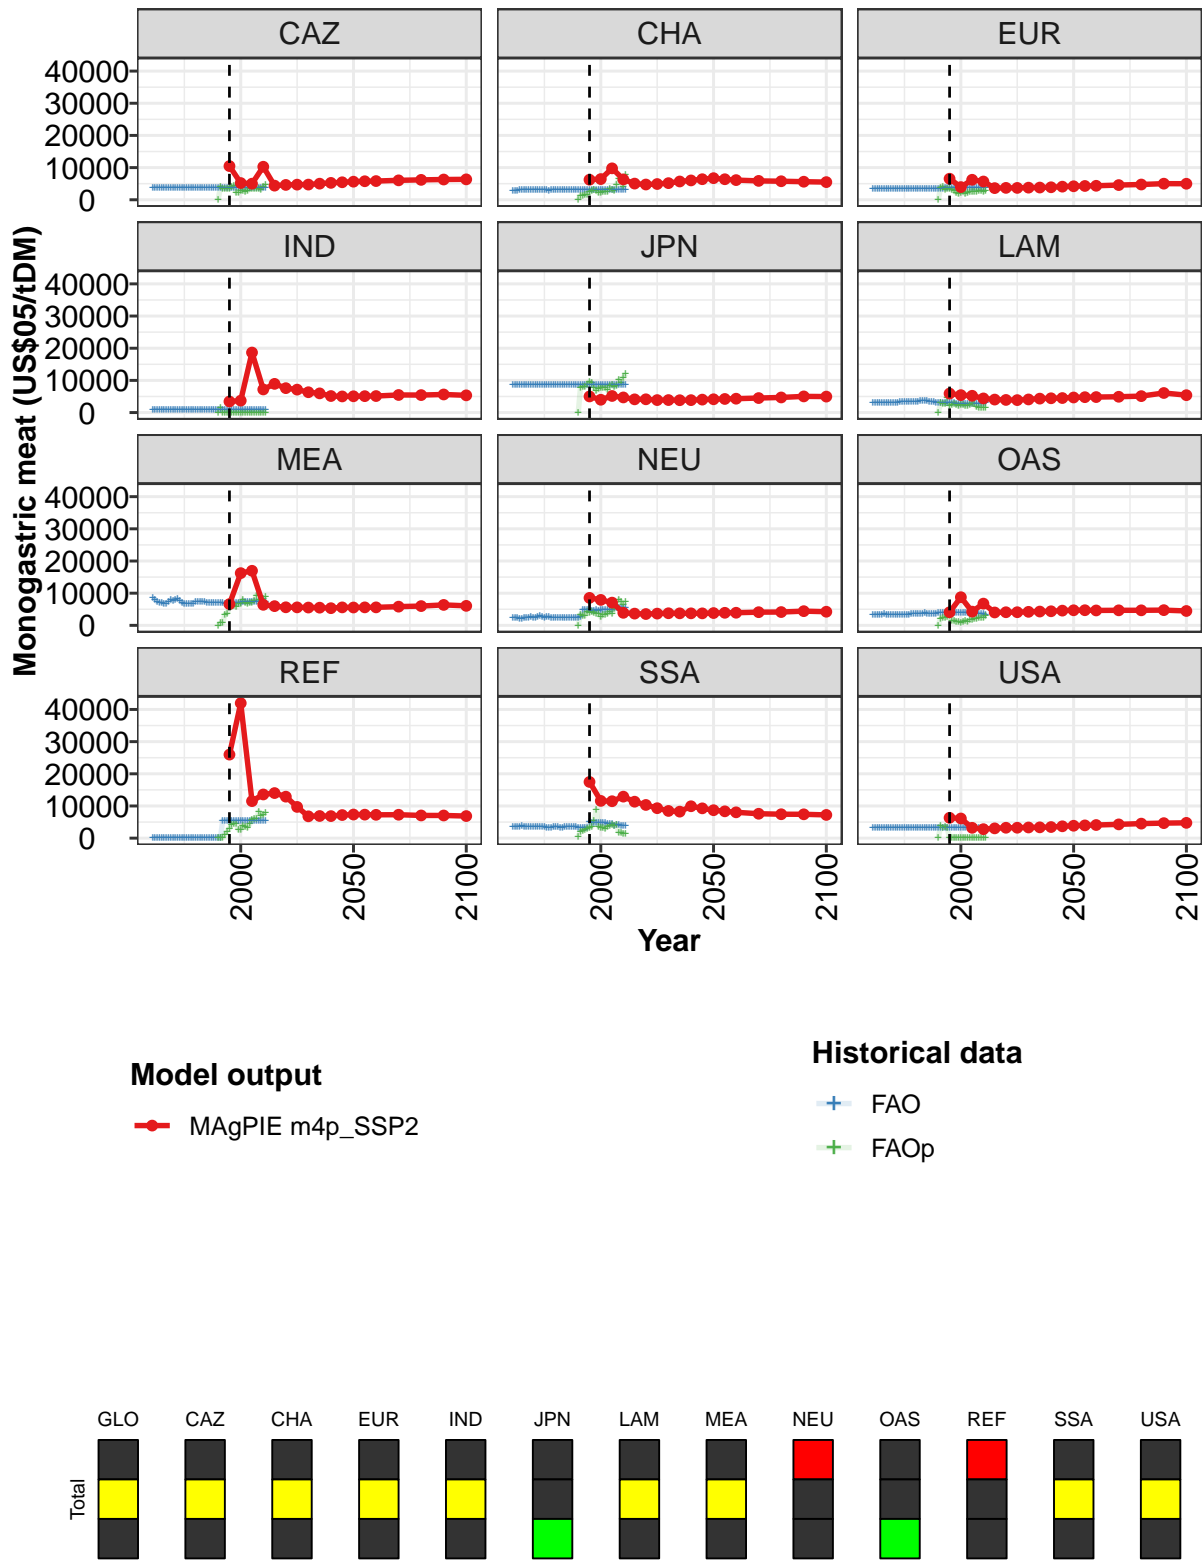 CAZ CHA EUR
40000
30000
20000
10000
0
IND JPN LAM
40000
30000
20000
10000
0
MEA NEU OAS
40000
30000
20000
10000
0
REF SSA USA
40000
30000
20000
10000
0
Monogastric meat (US$05/tDM)
2000 2050 2100 2000 2050 2100 2000 2050 2100
Year
Model output
MAgPIE m4p_SSP2
Historical data
FAO
FAOp
GLO CAZ CHA EUR IND JPN LAM MEA NEU OAS REF SSA USA
Total